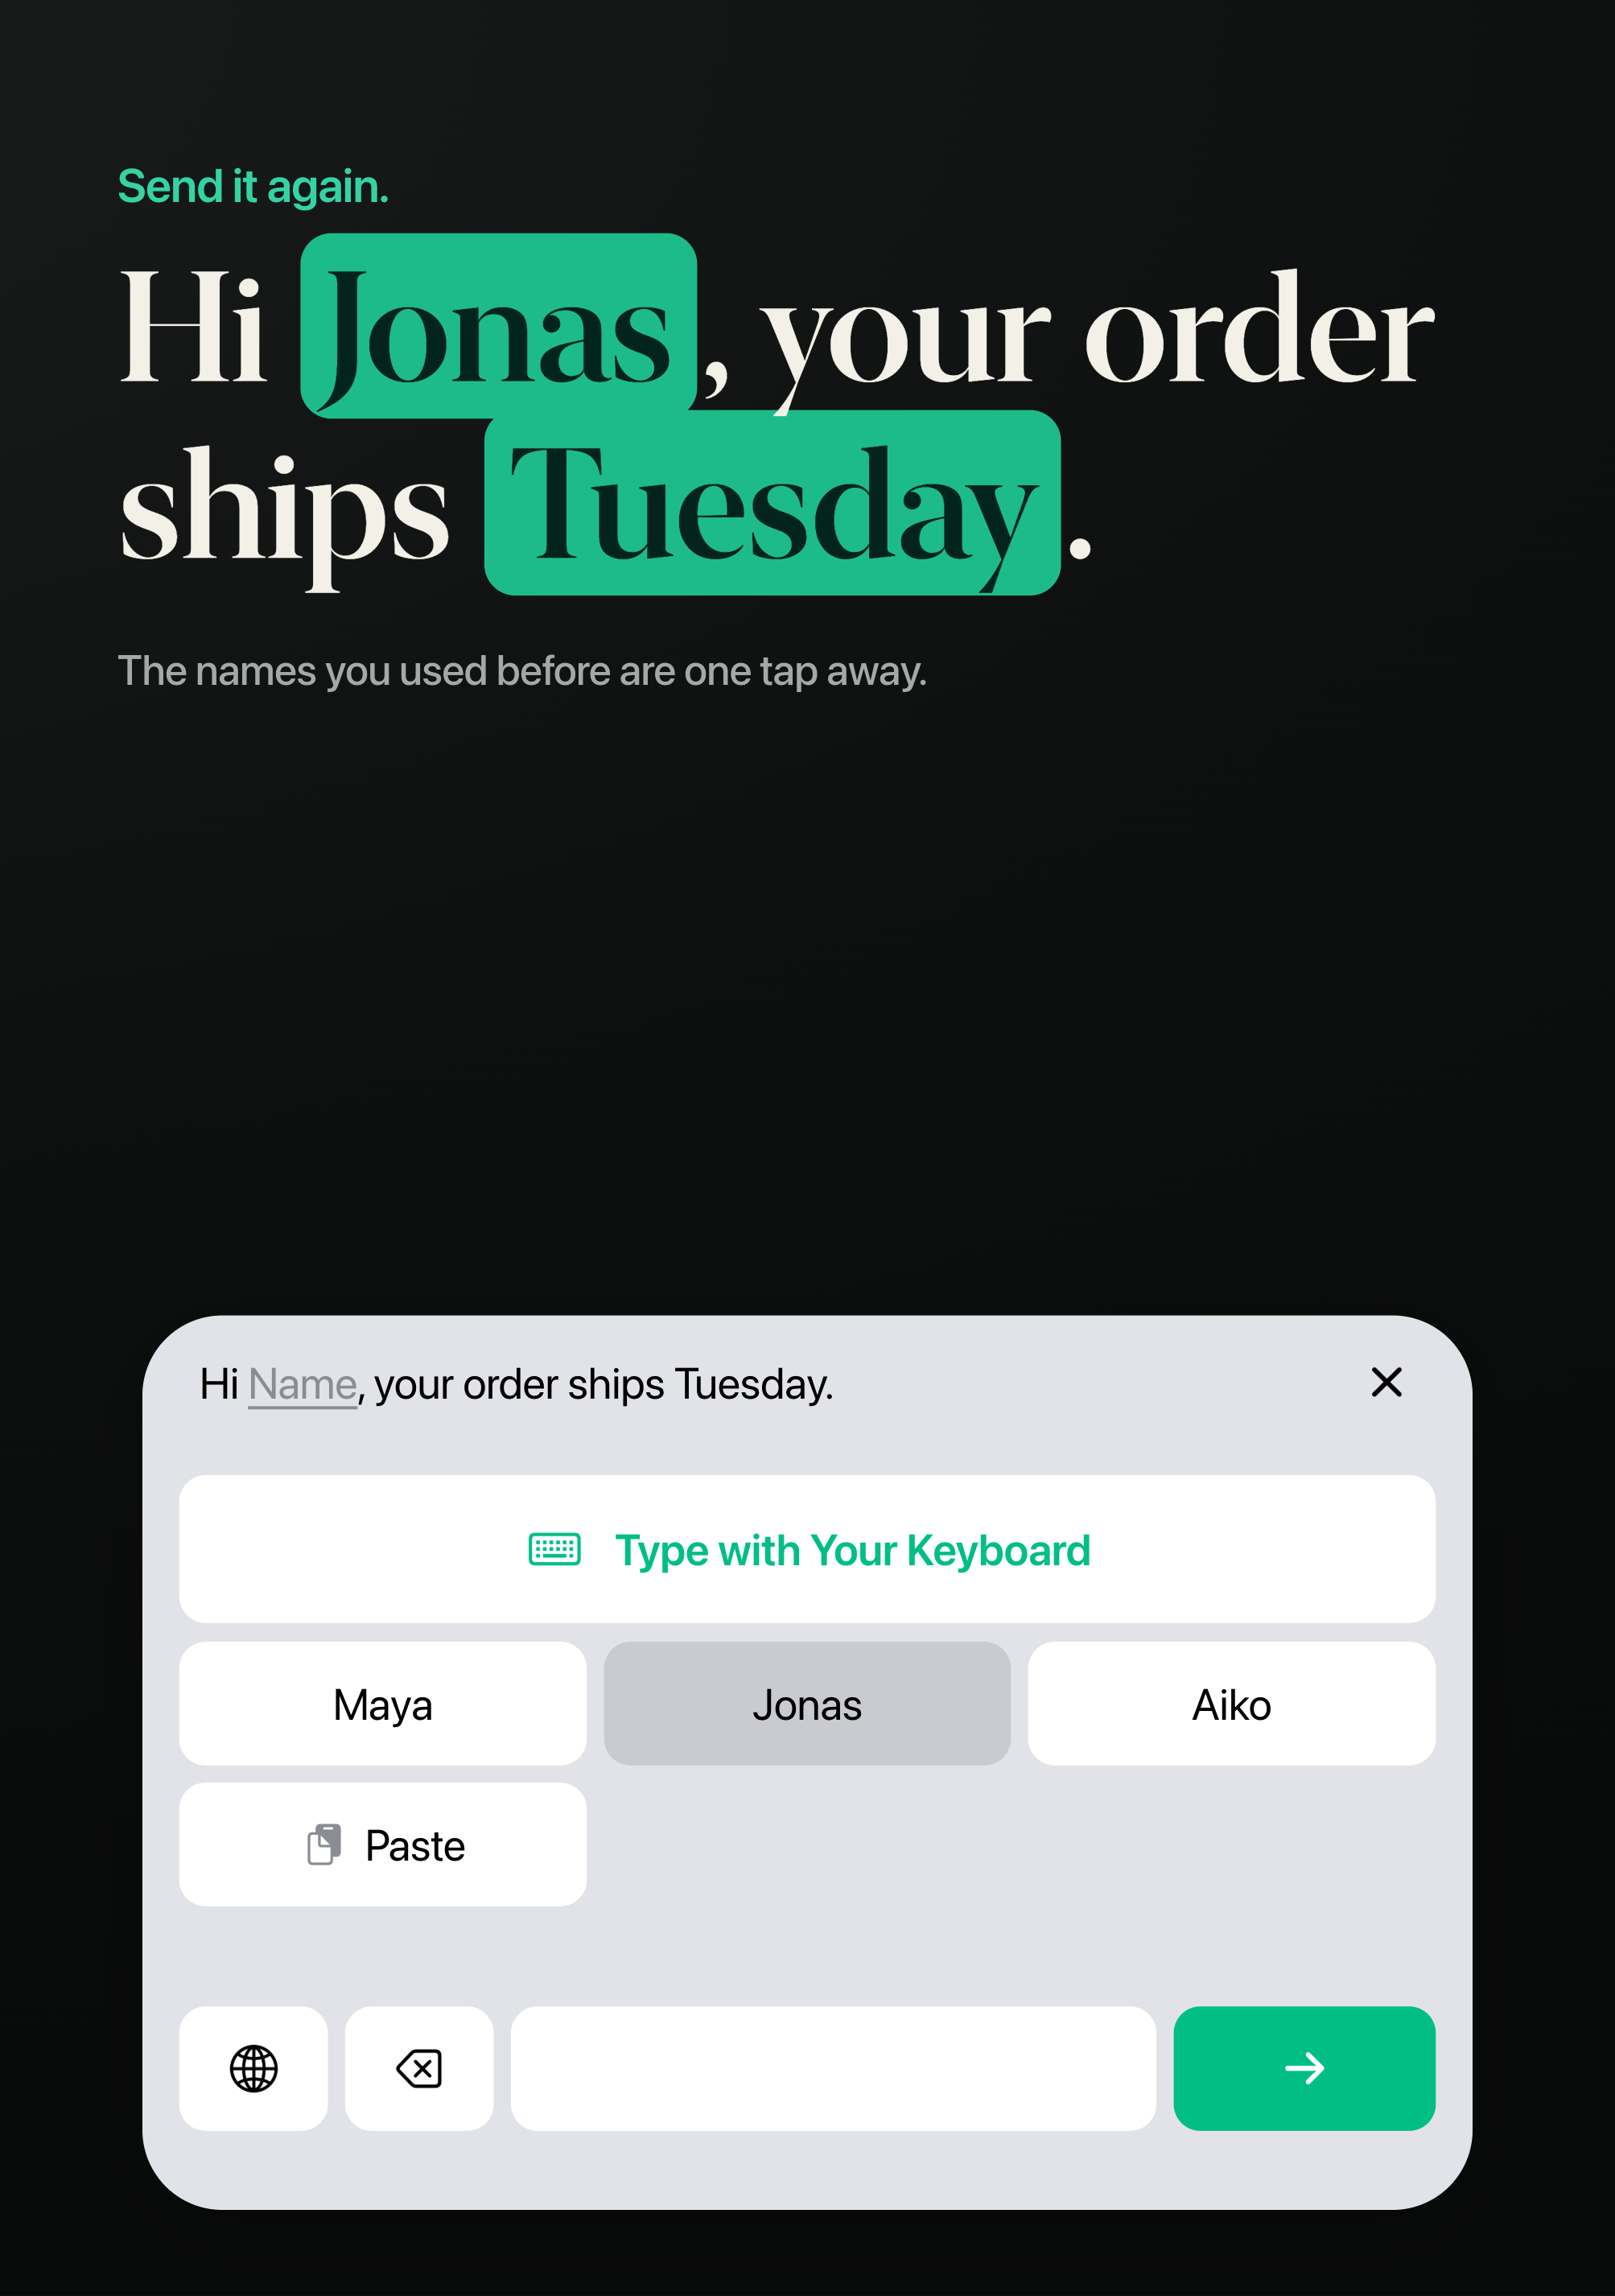 Send it again.
Hi Jonas, your order
ships Tuesday.
The names you used before are one tap away.
Hi Name, your order ships Tuesday.
Type with Your Keyboard
Maya
Jonas
Aiko
Paste